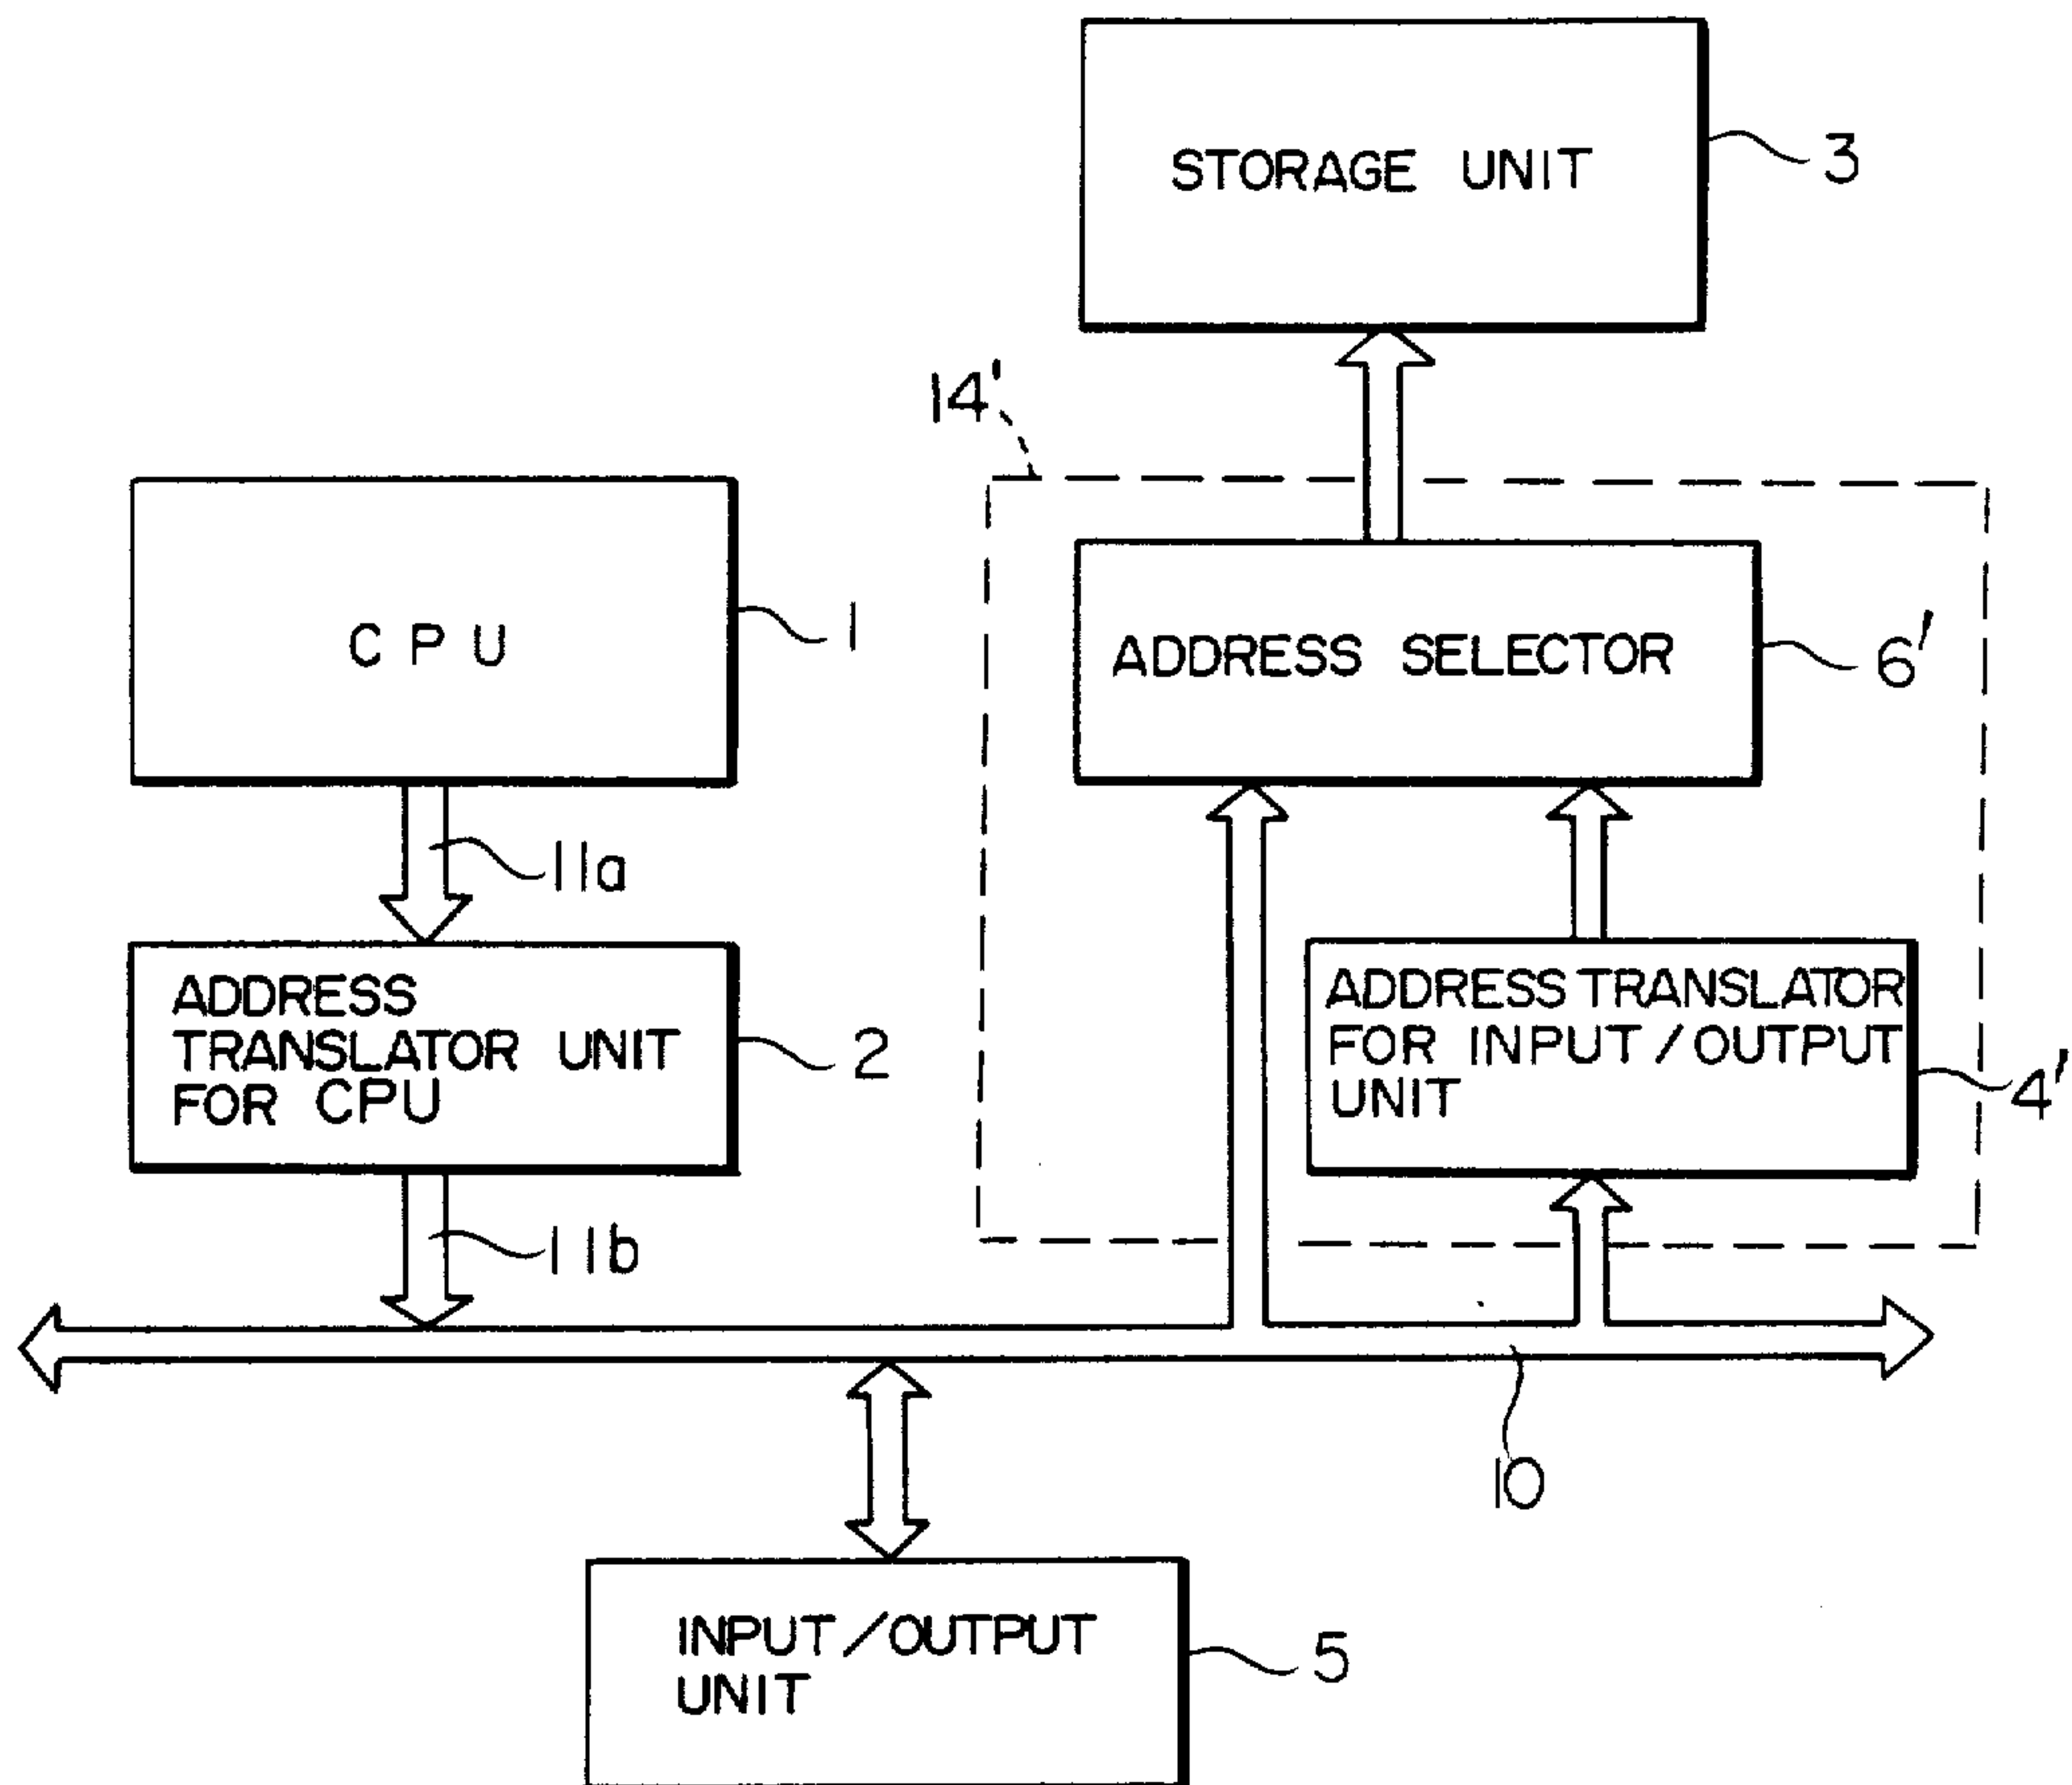 STORAGE UNIT
3
14'
CPU
1
ADDRESS SELECTOR
6'
11a
ADDRESS
TRANSLATOR UNIT
FOR CPU
2
ADDRESS TRANSLATOR
FOR INPUT/OUTPUT
UNIT
4'
11b
10
INPUT/OUTPUT
UNIT
5